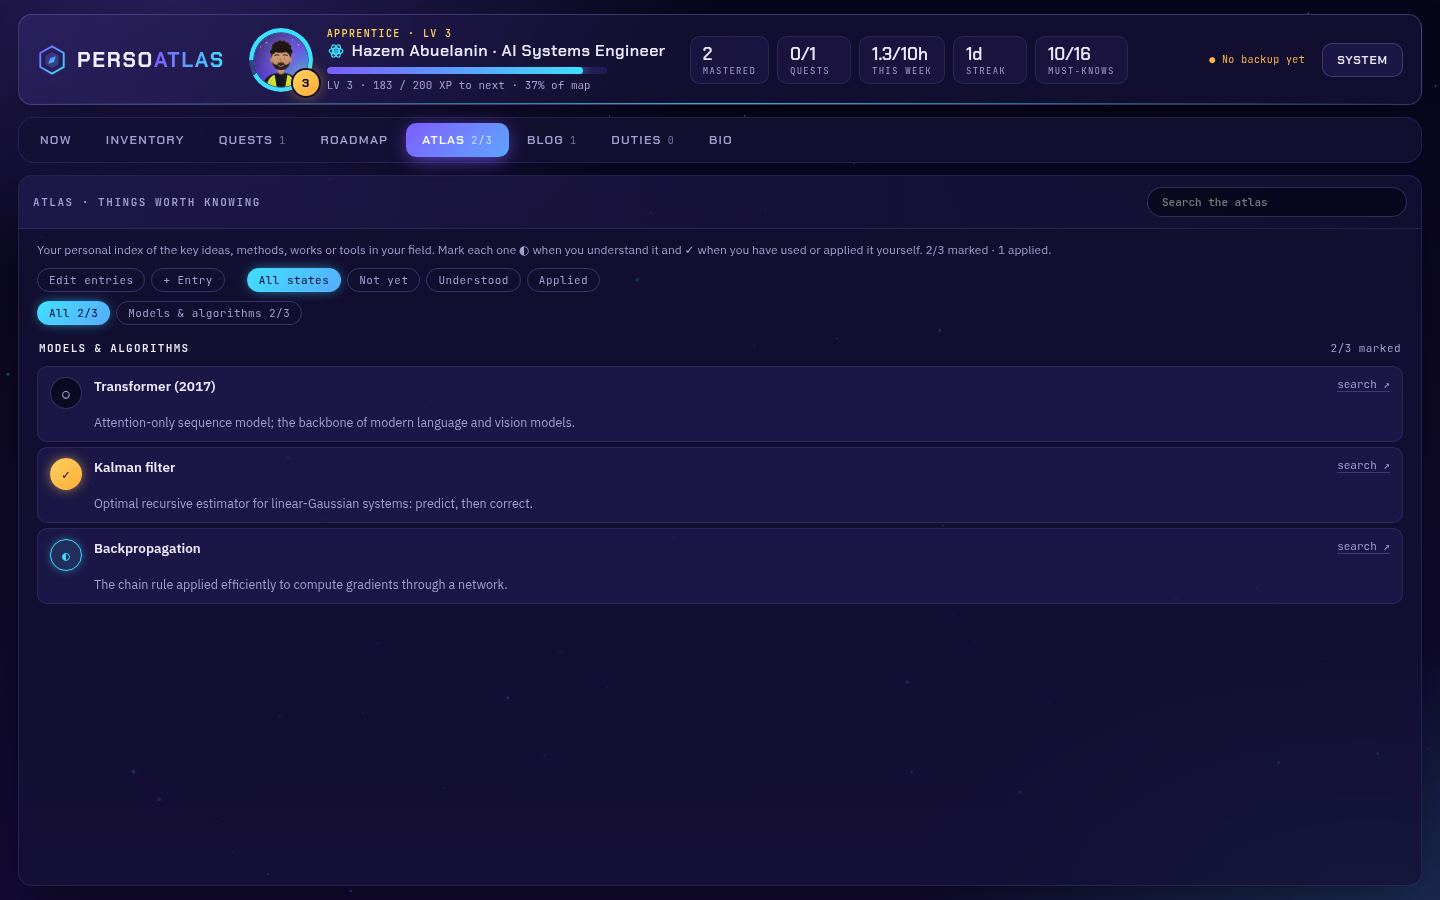 PERSOATLAS
3
APPRENTICE · LV 3
Hazem Abuelanin · AI Systems Engineer
LV 3 · 183 / 200 XP to next · 37% of map
2
MASTERED
0/1
QUESTS
1.3/10h
THIS WEEK
1d
STREAK
10/16
MUST-KNOWS
● No backup yet
SYSTEM
NOW INVENTORY QUESTS 1 ROADMAP ATLAS 2/3 BLOG 1 DUTIES 0 BIO
ATLAS · THINGS WORTH KNOWING
Search the atlas
Your personal index of the key ideas, methods, works or tools in your field. Mark each one ◐ when you understand it and ✓ when you have used or applied it yourself. 2/3 marked · 1 applied.
Edit entries + Entry All states Not yet Understood Applied
All 2/3 Models & algorithms 2/3
MODELS & ALGORITHMS 2/3 marked
○ Transformer (2017) search ↗
Attention-only sequence model; the backbone of modern language and vision models.
✓ Kalman filter search ↗
Optimal recursive estimator for linear-Gaussian systems: predict, then correct.
◐ Backpropagation search ↗
The chain rule applied efficiently to compute gradients through a network.